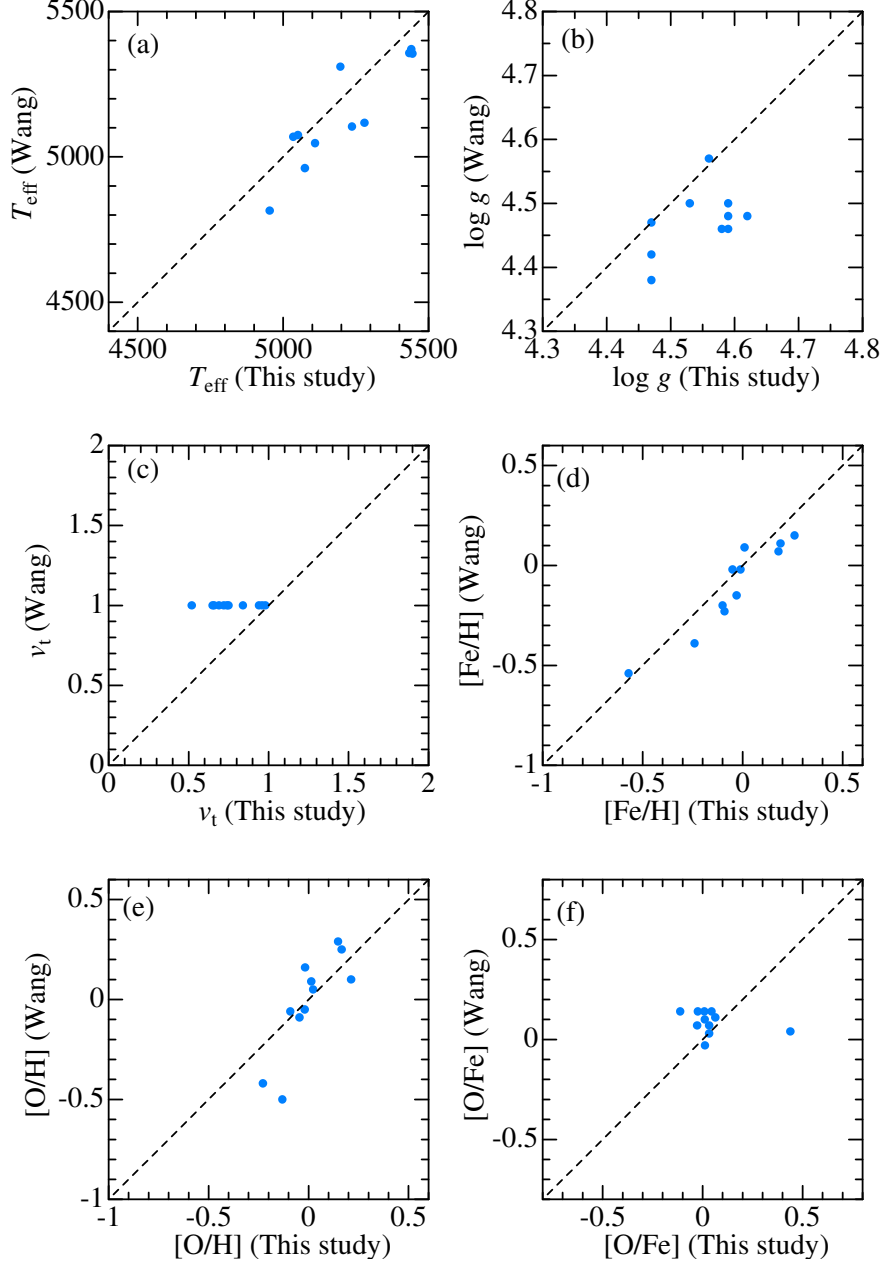 5500
(a)
T_eff (Wang)
5000
4500
4500 5000 5500
T_eff (This study)
4.8
(b)
4.7
log g (Wang)
4.6
4.5
4.4
4.3
4.3 4.4 4.5 4.6 4.7 4.8
log g (This study)
2
(c)
1.5
v_t (Wang)
1
0.5
0
0 0.5 1 1.5 2
v_t (This study)
0.5
(d)
[Fe/H] (Wang)
0
-0.5
-1
-1 -0.5 0 0.5
[Fe/H] (This study)
0.5
(e)
[O/H] (Wang)
0
-0.5
-1
-1 -0.5 0 0.5
[O/H] (This study)
0.5
(f)
[O/Fe] (Wang)
0
-0.5
-0.5 0 0.5
[O/Fe] (This study)